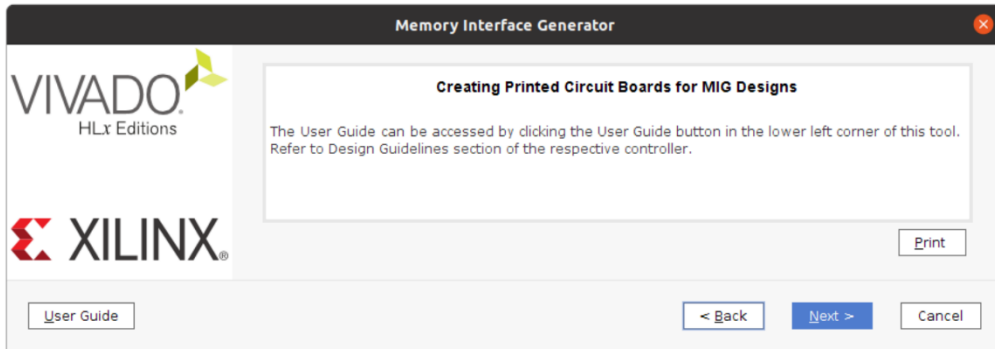 Memory Interface Generator
VIVADO.
HLx Editions
Creating Printed Circuit Boards for MIG Designs
The User Guide can be accessed by clicking the User Guide button in the lower left corner of this tool.
Refer to Design Guidelines section of the respective controller.
XILINX®
Print
User Guide
< Back
Next >
Cancel